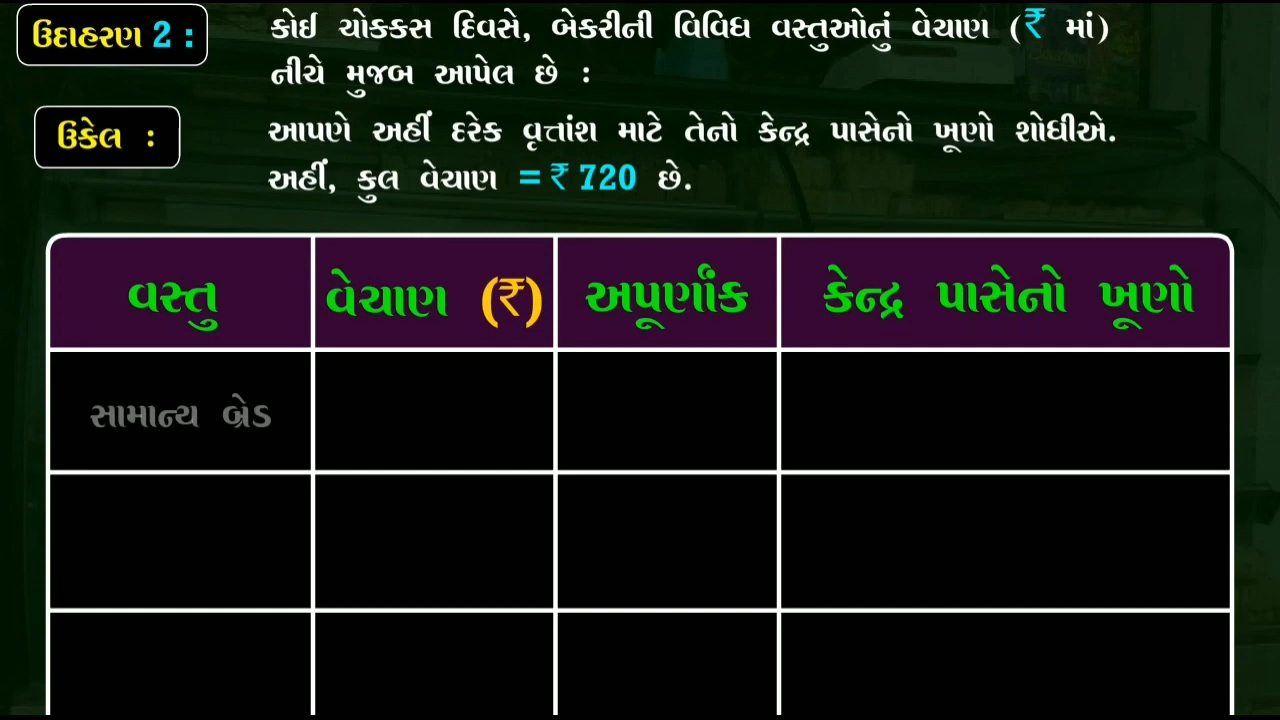 ઉદાહરણ 2 :
કોઈ ચોક્કસ દિવસે, બેકરીની વિવિધ વસ્તુઓનું વેચાણ (₹ માં)
નીચે મુજબ આપેલ છે :
ઉકેલ :
આપણે અહીં દરેક વૃત્તાંશ માટે તેનો કેન્દ્ર પાસેનો ખૂણો શોધીએ.
અહીં, કુલ વેચાણ = ₹ 720 છે.
વસ્તુ વેચાણ (₹) અપૂર્ણાંક કેન્દ્ર પાસેનો ખૂણો
સામાન્ય બ્રેડ